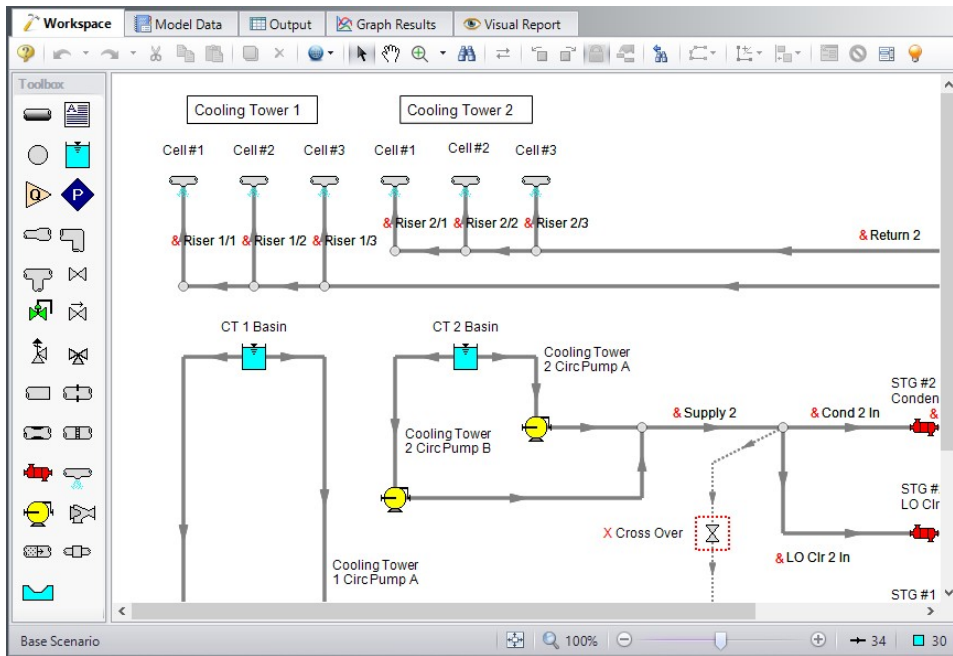 Workspace
Model Data
Output
Graph Results
Visual Report
Toolbox
A
Q
P
Cooling Tower 1
Cooling Tower 2
Cell#1
Cell#2
Cell#3
Cell#1
Cell#2
Cell#3
& Riser 1/1
& Riser 1/2
& Riser 1/3
& Riser 2/1
& Riser 2/2
& Riser 2/3
& Return 2
CT 1 Basin
CT 2 Basin
Cooling Tower
2 Circ Pump A
Cooling Tower
2 Circ Pump B
& Supply 2
& Cond 2 In
STG #2
Conden
&
STG #
LO Clr
X Cross Over
& LO Clr 2 In
Cooling Tower
1 Circ Pump A
STG #1
Base Scenario
100%
34
30